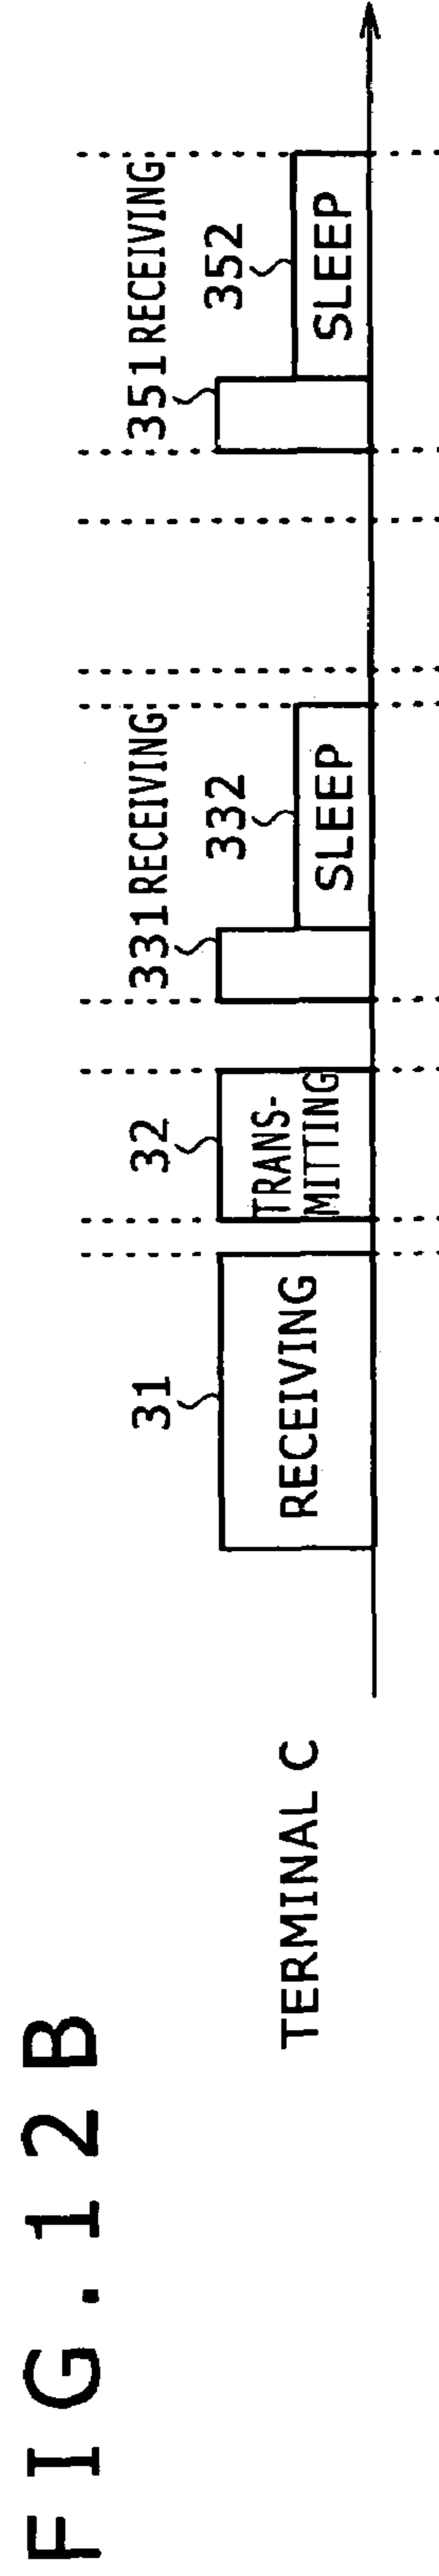 FIG.12B
TERMINAL C
31
RECEIVING
32
TRANS-
MITTING
331 RECEIVING
332
SLEEP
351 RECEIVING
352
SLEEP